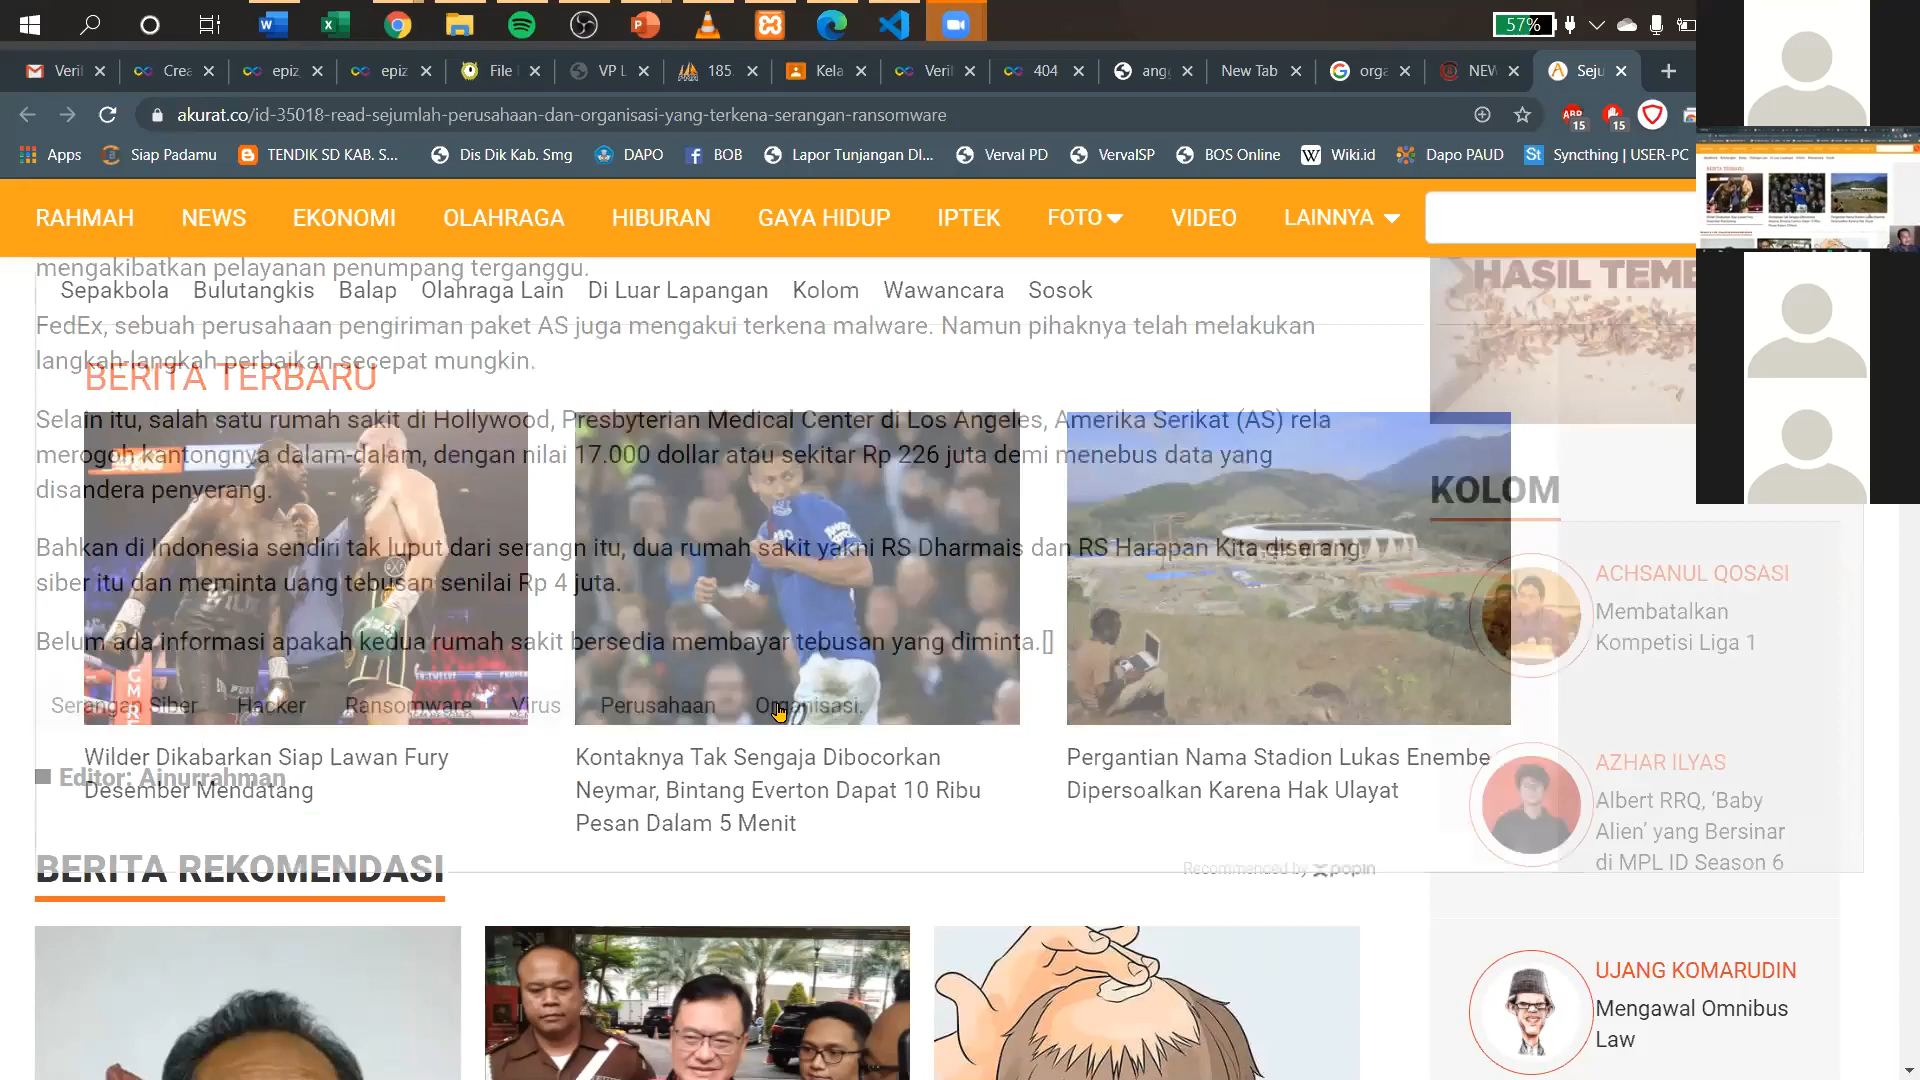 57%
Veri
Crea
epiz
epiz
File
VP L
185.
Kela
Veri
404
ang
New Tab
orga
NEW
Seju
akurat.co/id-35018-read-sejumlah-perusahaan-dan-organisasi-yang-terkena-serangan-ransomware
ABP
15
15
Apps
Siap Padamu
TENDIK SD KAB. S...
Dis Dik Kab. Smg
DAPO
BOB
Lapor Tunjangan DI...
Verval PD
VervalSP
BOS Online
Wiki.id
Dapo PAUD
Syncthing | USER-PC
RAHMAH
NEWS
EKONOMI
OLAHRAGA
HIBURAN
GAYA HIDUP
IPTEK
FOTO
VIDEO
LAINNYA
mengakibatkan pelayanan penumpang terganggu.
Sepakbola
Bulutangkis
Balap
Olahraga Lain
Di Luar Lapangan
Kolom
Wawancara
Sosok
HASIL TEMB
FedEx, sebuah perusahaan pengiriman paket AS juga mengakui terkena malware. Namun pihaknya telah melakukan
langkah-langkah perbaikan secepat mungkin.
BERITA TERBARU
Selain itu, salah satu rumah sakit di Hollywood, Presbyterian Medical Center di Los Angeles, Amerika Serikat (AS) rela
merogoh kantongnya dalam-dalam, dengan nilai 17.000 dollar atau sekitar Rp 226 juta demi menebus data yang
disandera penyerang.
Bahkan di Indonesia sendiri tak luput dari serangn itu, dua rumah sakit yakni RS Dharmais dan RS Harapan Kita diserang
siber itu dan meminta uang tebusan senilai Rp 4 juta.
Belum ada informasi apakah kedua rumah sakit bersedia membayar tebusan yang diminta.[]
Serangan Siber
Hacker
Ransomware
Virus
Perusahaan
Organisasi.
Wilder Dikabarkan Siap Lawan Fury
Desember Mendatang
Kontaknya Tak Sengaja Dibocorkan
Neymar, Bintang Everton Dapat 10 Ribu
Pesan Dalam 5 Menit
Pergantian Nama Stadion Lukas Enembe
Dipersoalkan Karena Hak Ulayat
Editor: Ainurrahman
BERITA REKOMENDASI
Recommended by popin
KOLOM
ACHSANUL QOSASI
Membatalkan
Kompetisi Liga 1
AZHAR ILYAS
Albert RRQ, ‘Baby
Alien’ yang Bersinar
di MPL ID Season 6
UJANG KOMARUDIN
Mengawal Omnibus
Law